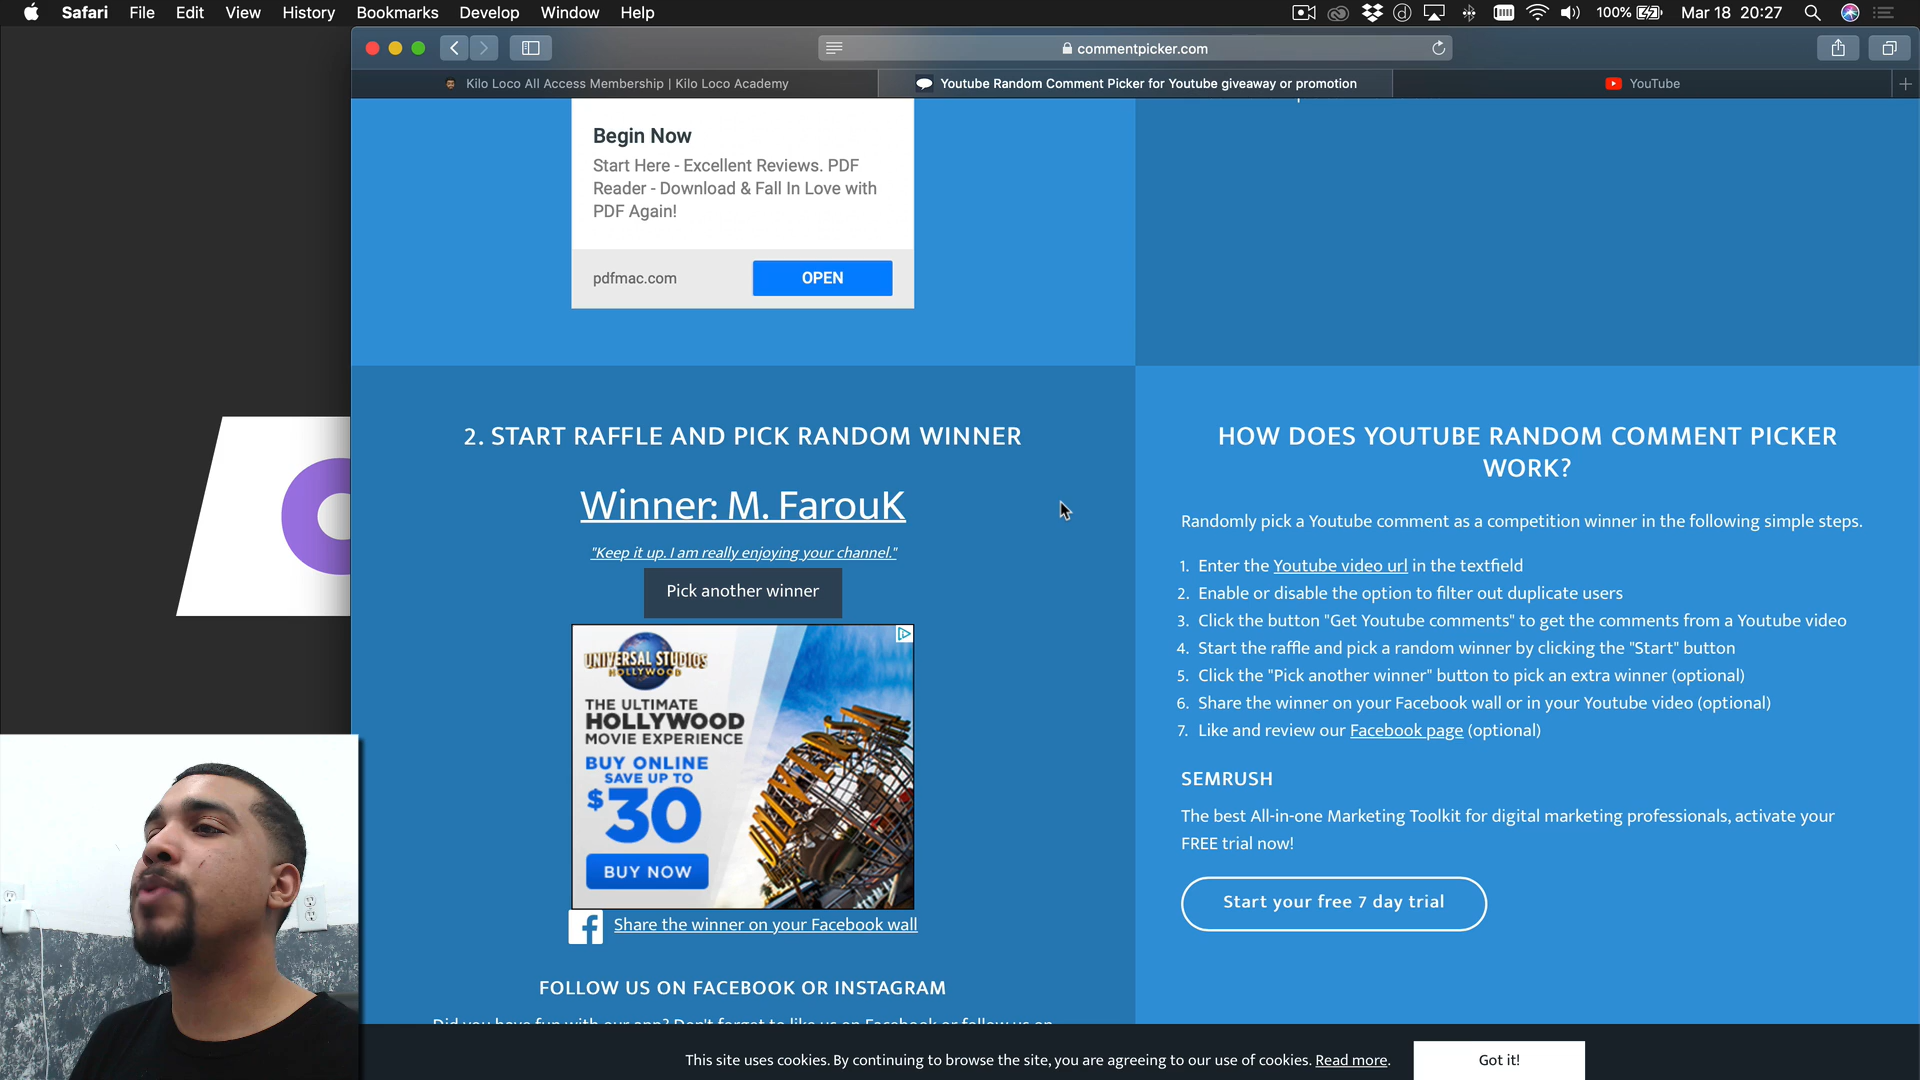 Safari File Edit View History Bookmarks Develop Window Help
100% Mar 18 20:27
commentpicker.com
Kilo Loco All Access Membership | Kilo Loco Academy
Youtube Random Comment Picker for Youtube giveaway or promotion
YouTube
Begin Now
Start Here - Excellent Reviews. PDF
Reader - Download & Fall In Love with
PDF Again!
pdfmac.com
OPEN
2. START RAFFLE AND PICK RANDOM WINNER
Winner: M. FarouK
"Keep it up. I am really enjoying your channel."
Pick another winner
UNIVERSAL STUDIOS
HOLLYWOOD
THE ULTIMATE
HOLLYWOOD
MOVIE EXPERIENCE
BUY ONLINE
SAVE UP TO
$30
BUY NOW
Share the winner on your Facebook wall
FOLLOW US ON FACEBOOK OR INSTAGRAM
Did you have fun with our app? Don't forget to like us on Facebook or follow us on
HOW DOES YOUTUBE RANDOM COMMENT PICKER
WORK?
Randomly pick a Youtube comment as a competition winner in the following simple steps.
1. Enter the Youtube video url in the textfield
2. Enable or disable the option to filter out duplicate users
3. Click the button "Get Youtube comments" to get the comments from a Youtube video
4. Start the raffle and pick a random winner by clicking the "Start" button
5. Click the "Pick another winner" button to pick an extra winner (optional)
6. Share the winner on your Facebook wall or in your Youtube video (optional)
7. Like and review our Facebook page (optional)
SEMRUSH
The best All-in-one Marketing Toolkit for digital marketing professionals, activate your
FREE trial now!
Start your free 7 day trial
This site uses cookies. By continuing to browse the site, you are agreeing to our use of cookies. Read more.
Got it!